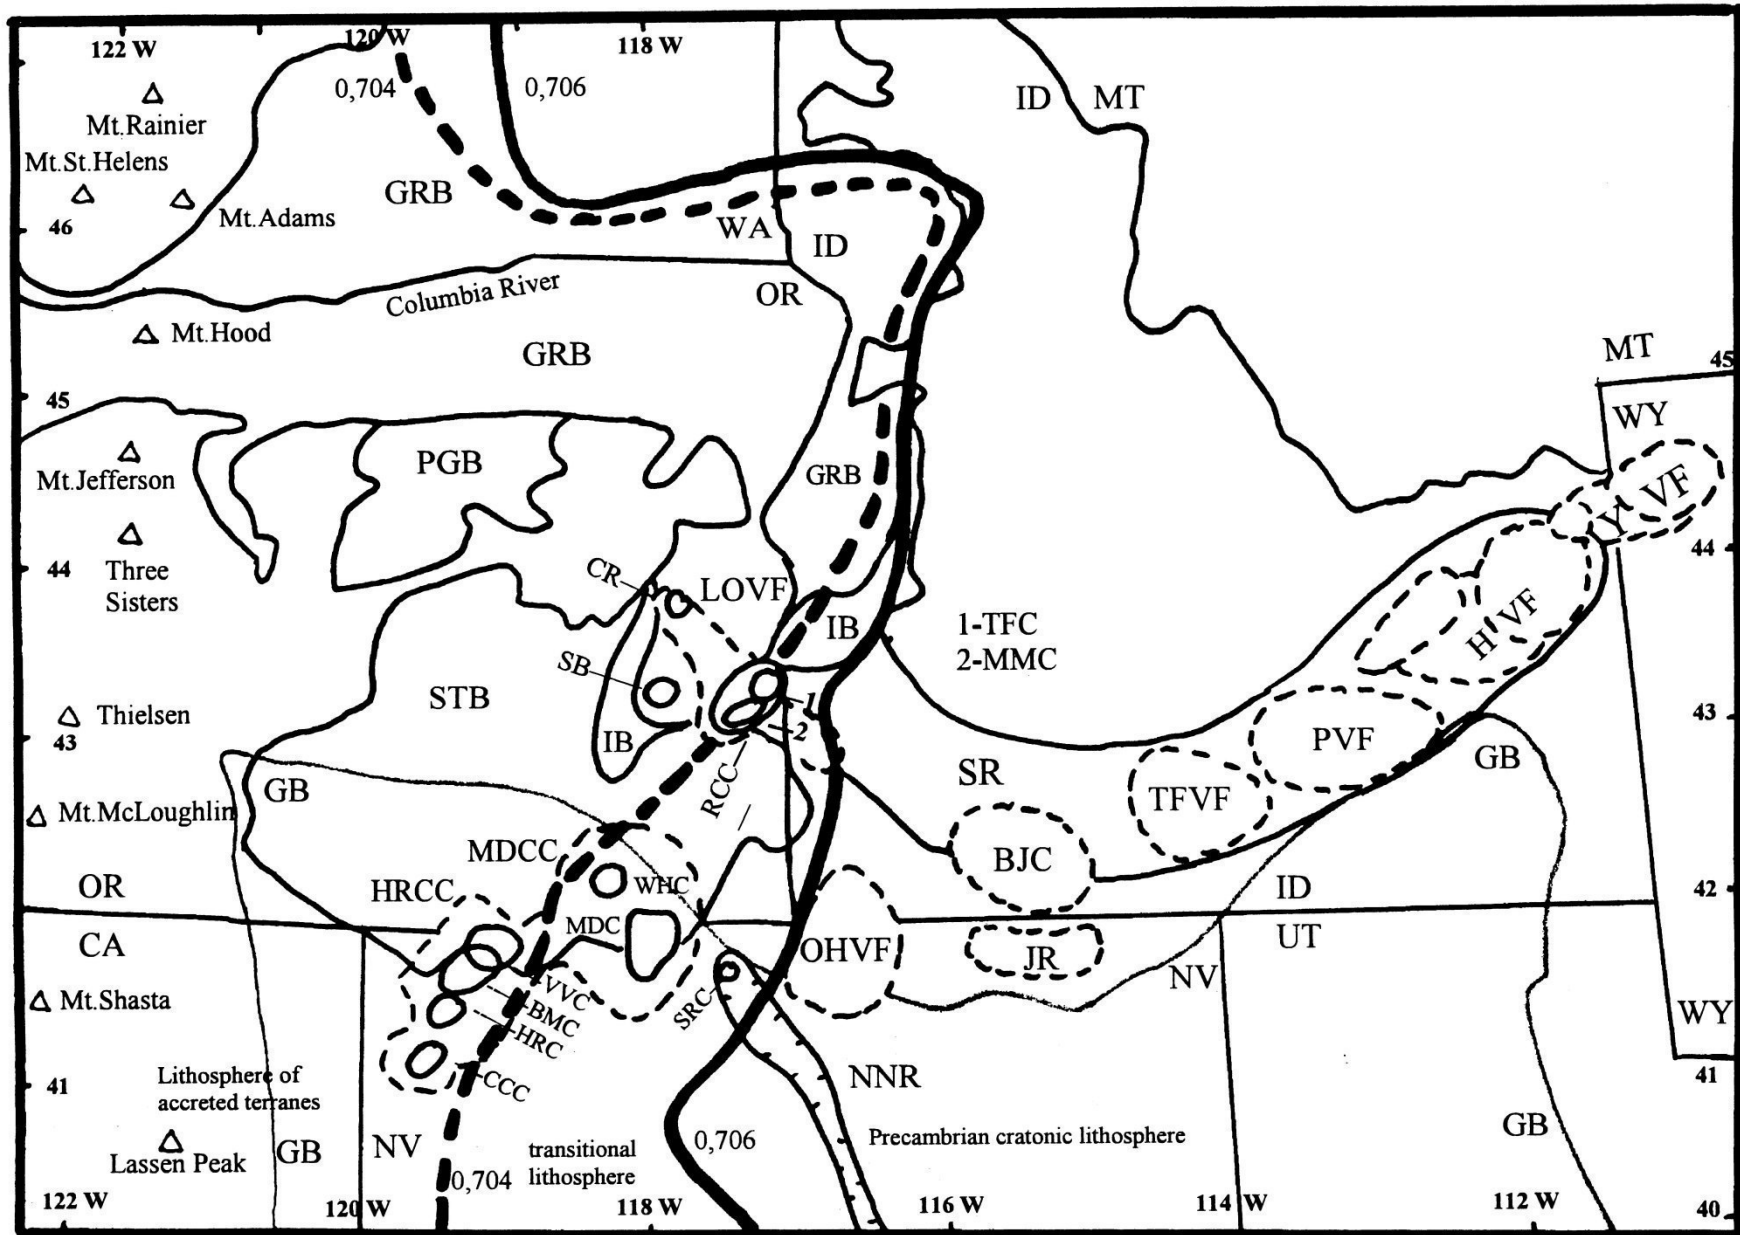 122 W
120 W
118 W
0,704
0,706
ID
MT
Mt.Rainier
Mt.St.Helens
GRB
46
Mt.Adams
WA
ID
Columbia River
OR
Mt.Hood
GRB
MT
45
45
WY
PGB
GRB
VF
Mt.Jefferson
Y
44
44
Three
Sisters
CR
LOVF
IB
1-TFC
2-MMC
H VF
SB
STB
1
2
Thielsen
43
43
IB
PVF
GB
SR
RCC
TFVF
GB
Mt.McLoughlin
MDCC
BJC
HRCC
WHC
OR
42
ID
MDC
CA
UT
OHVF
JR
NV
Mt.Shasta
VVC
BMC
SRC
HRC
WY
CCC
NNR
41
41
Lithosphere of
accreted terranes
GB
Lassen Peak
GB
NV
transitional
lithosphere
0,704
0,706
Precambrian cratonic lithosphere
122 W
120 W
118 W
116 W
114 W
112 W
40